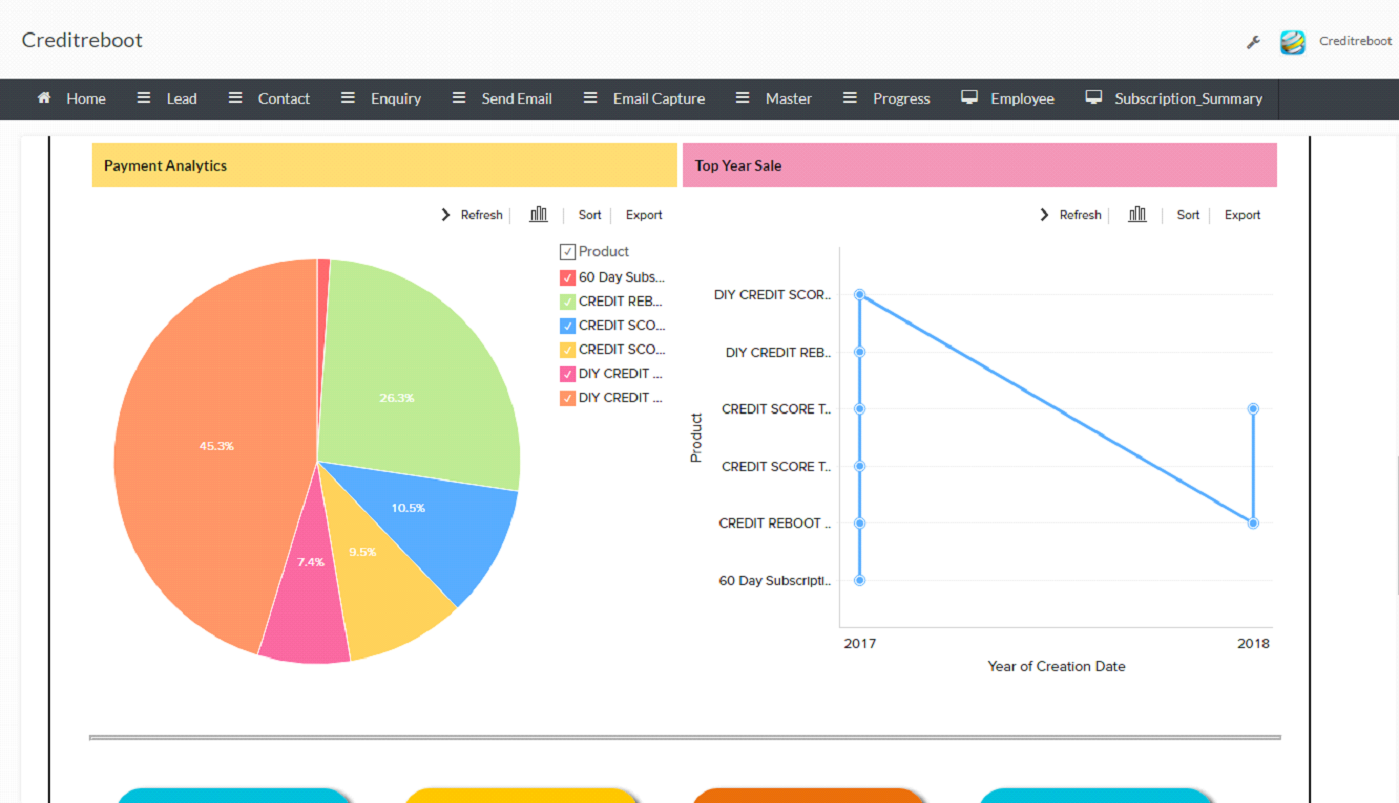 Creditreboot
Creditreboot
Home Lead Contact Enquiry Send Email Email Capture Master Progress Employee Subscription_Summary
Payment Analytics
Refresh Sort Export
Product
60 Day Subs...
CREDIT REB...
CREDIT SCO...
CREDIT SCO...
DIY CREDIT ...
DIY CREDIT ...
26.3%
45.3%
10.5%
9.5%
7.4%
Top Year Sale
Refresh Sort Export
DIY CREDIT SCOR..
DIY CREDIT REB..
CREDIT SCORE T..
CREDIT SCORE T..
CREDIT REBOOT ..
60 Day Subscripti..
Product
2017 2018
Year of Creation Date